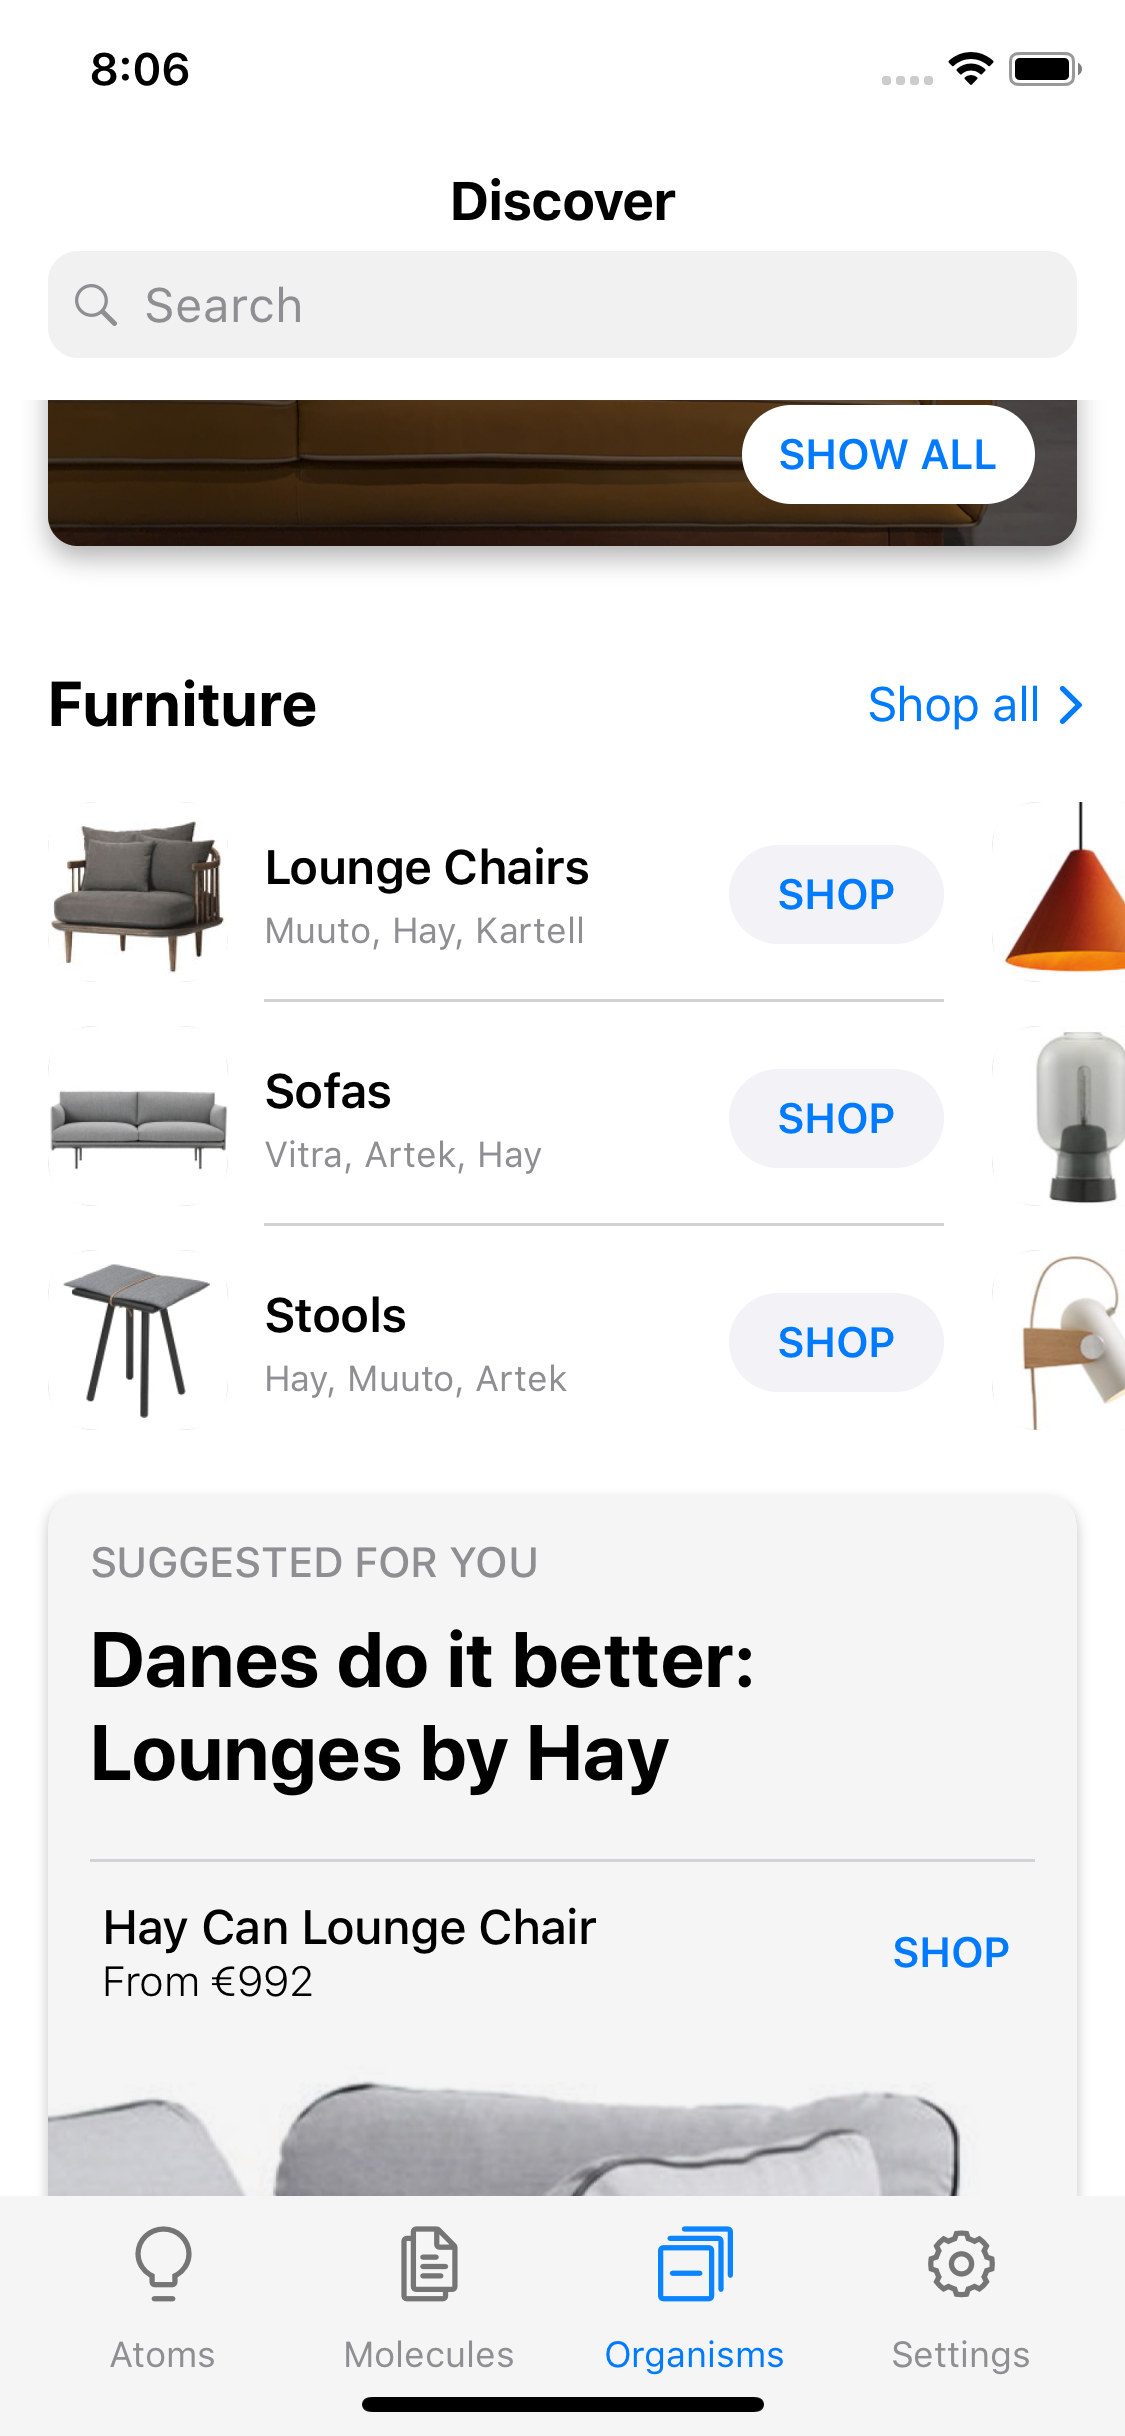 8:06
Discover
Search
SHOW ALL
Furniture
Shop all
Lounge Chairs
Muuto, Hay, Kartell
SHOP
Sofas
Vitra, Artek, Hay
SHOP
Stools
Hay, Muuto, Artek
SHOP
SUGGESTED FOR YOU
Danes do it better:
Lounges by Hay
Hay Can Lounge Chair
From €992
SHOP
Atoms
Molecules
Organisms
Settings